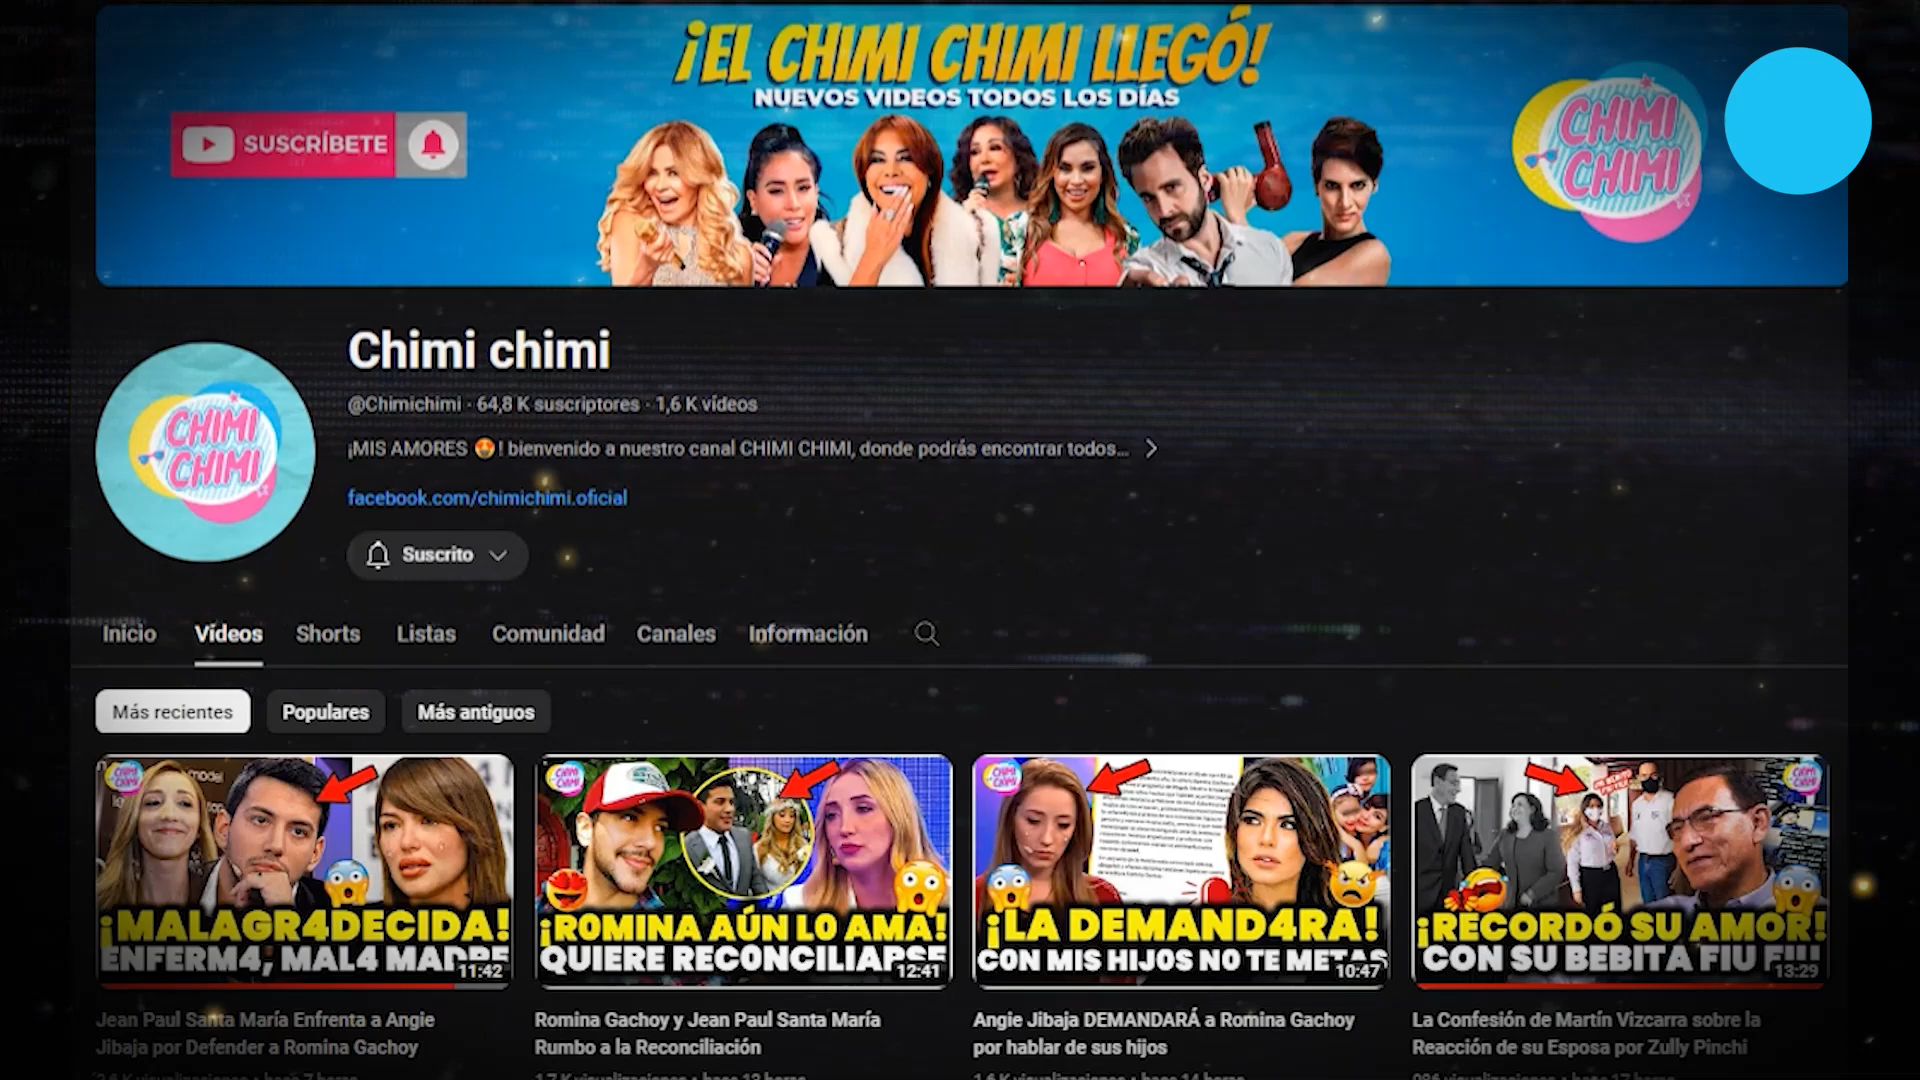 ¡EL CHIMI CHIMI LLEGÓ!
NUEVOS VIDEOS TODOS LOS DÍAS
SUSCRÍBETE
CHIMI
CHIMI
Chimi chimi
CHIMI
CHIMI
@Chimichimi · 64,8 K suscriptores · 1,6 K vídeos
¡MIS AMORES 🤩! bienvenido a nuestro canal CHIMI CHIMI, donde podrás encontrar todos...
facebook.com/chimichimi.oficial
Suscrito
Inicio Vídeos Shorts Listas Comunidad Canales Información
Más recientes Populares Más antiguos
¡MALAGR4DECIDA!
ENFERM4, MAL4 MADRE
11:42
¡ROMINA AÚN LO AMA!
QUIERE RECONCILIARSE
12:41
¡LA DEMAND4RA!
CON MIS HIJOS NO TE METAS
10:47
¡RECORDÓ SU AMOR!
CON SU BEBITA FIU F
13:29
Jean Paul Santa María Enfrenta a Angie
Jibaja por Defender a Romina Gachoy
Romina Gachoy y Jean Paul Santa María
Rumbo a la Reconciliación
Angie Jibaja DEMANDARÁ a Romina Gachoy
por hablar de sus hijos
La Confesión de Martín Vizcarra sobre la
Reacción de su Esposa por Zully Pinchi